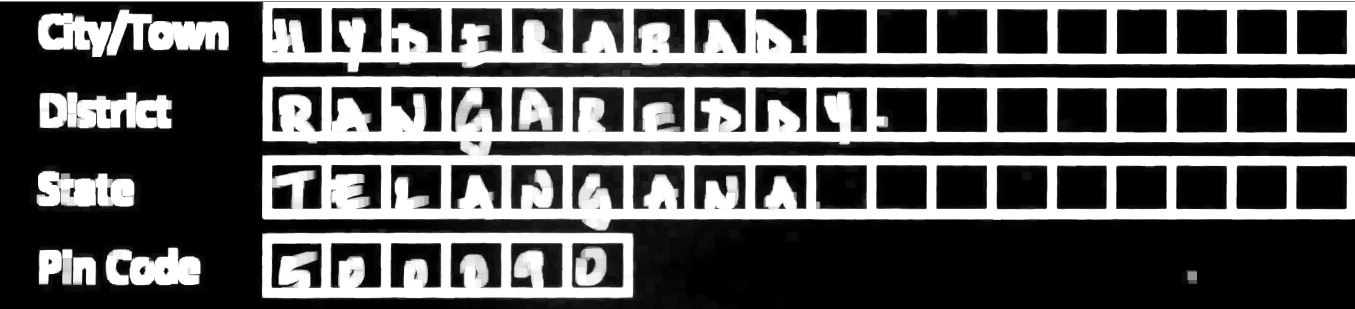 City/Town HYDERABAD.
District RANGAREDDY.
State TELANGANA
Pin Code 500090